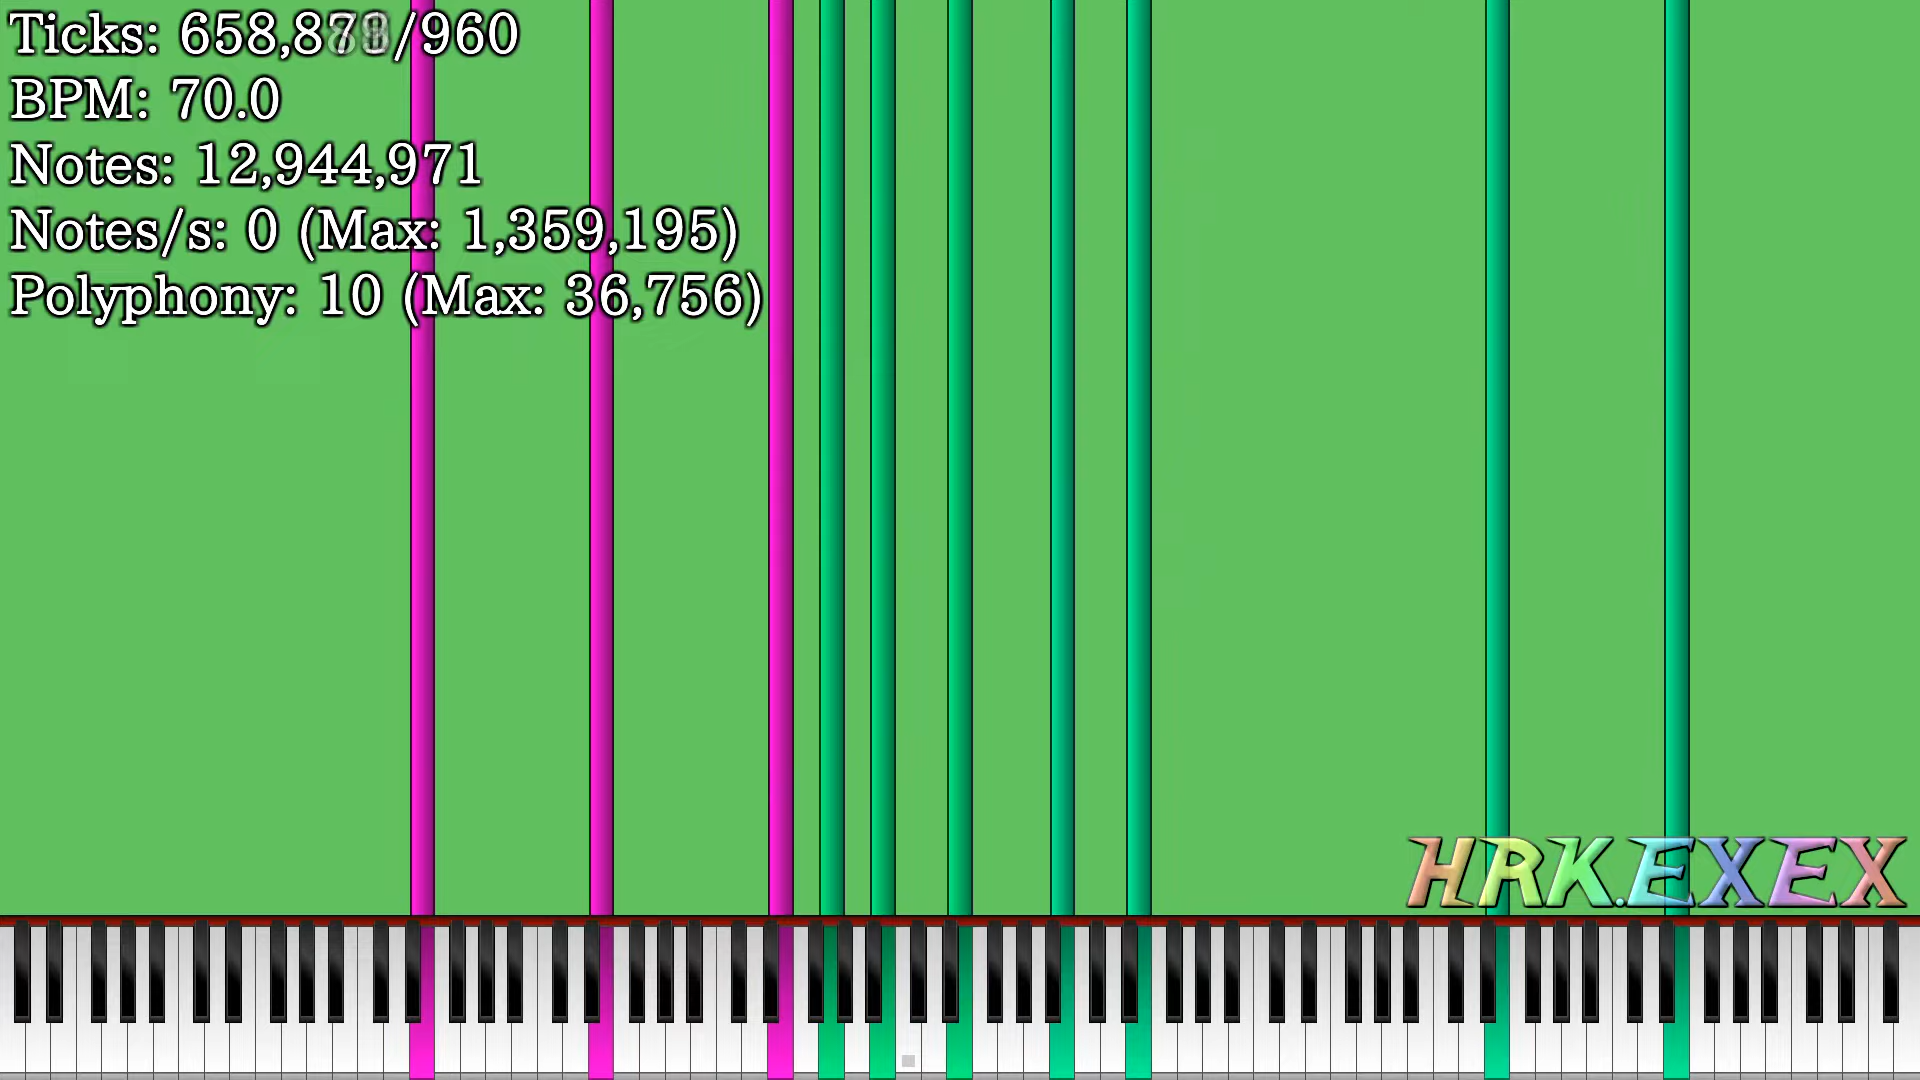 BPM: 70.0
Notes: 12,944,971
Notes/s: 0 (Max: 1,359,195)
Polyphony: 10 (Max: 36,756)
HRK.EXEX